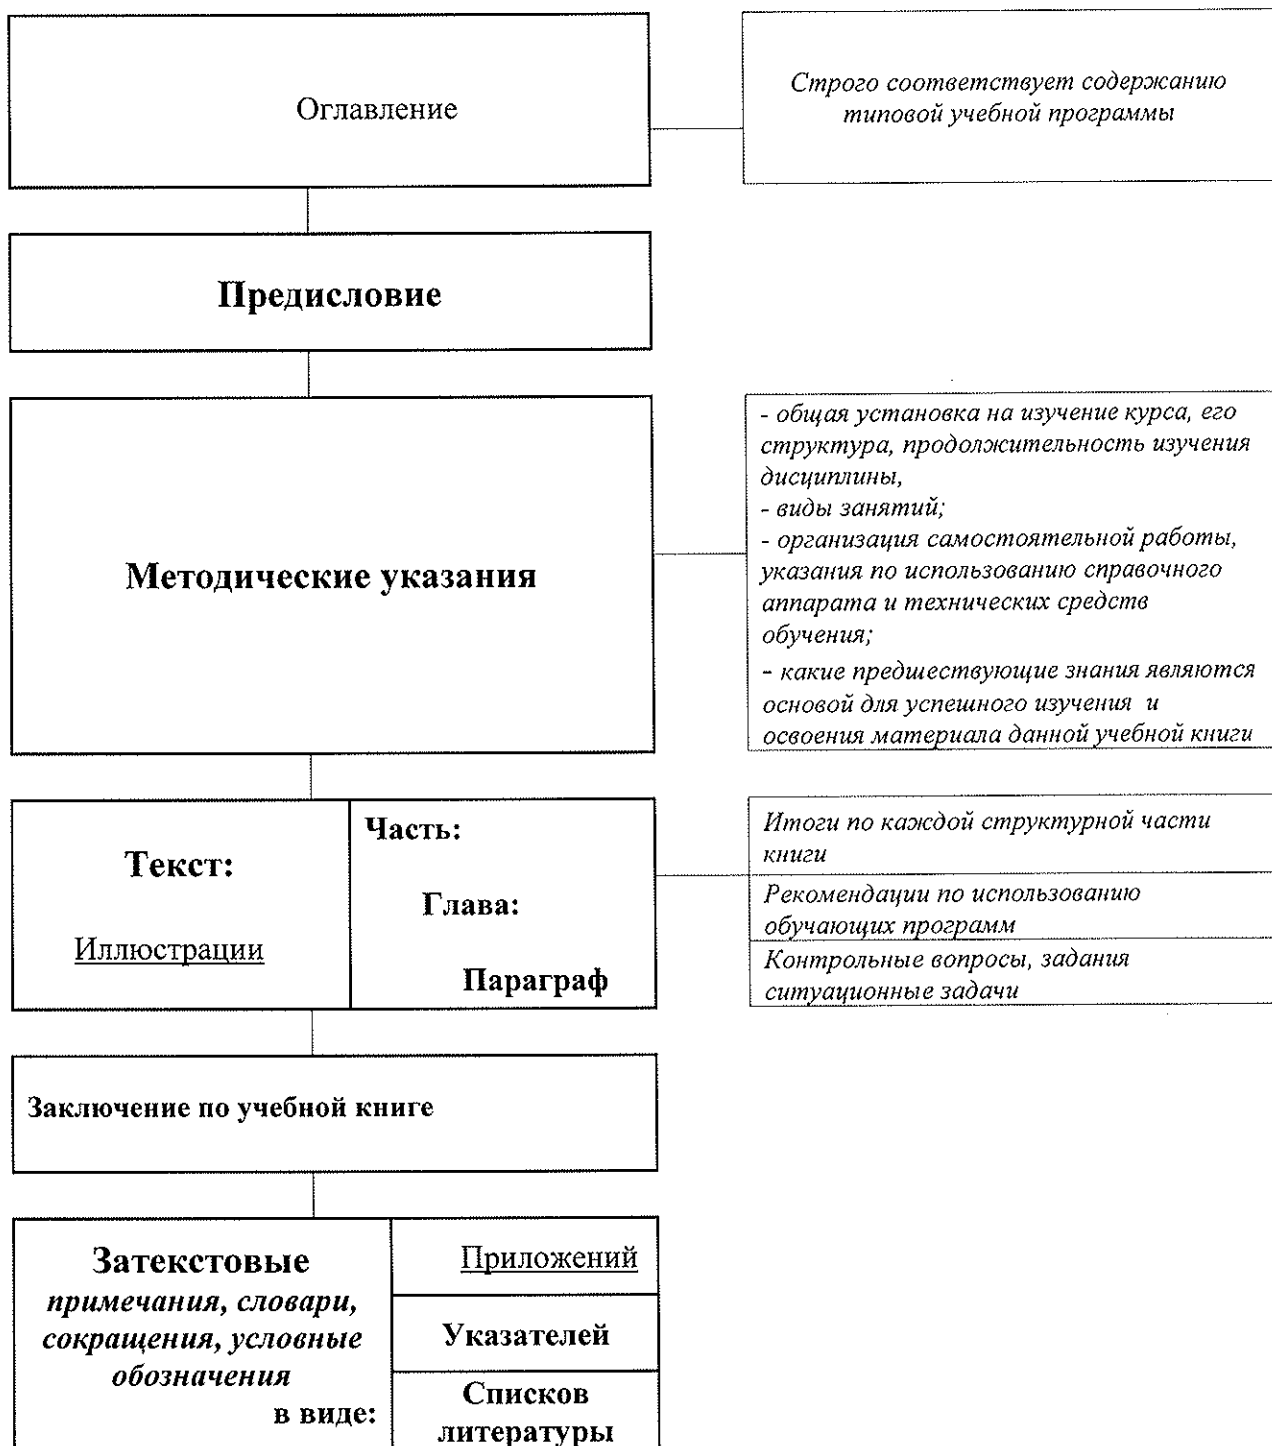 Оглавление
Строго соответствует содержанию
типовой учебной программы
Предисловие
Методические указания
- общая установка на изучение курса, его
структура, продолжительность изучения
дисциплины,
- виды занятий;
- организация самостоятельной работы,
указания по использованию справочного
аппарата и технических средств
обучения;
- какие предшествующие знания являются
основой для успешного изучения и
освоения материала данной учебной книги
Текст:
Иллюстрации
Часть:
Глава:
Параграф
Итоги по каждой структурной части
книги
Рекомендации по использованию
обучающих программ
Контрольные вопросы, задания
ситуационные задачи
Заключение по учебной книге
Затекстовые
примечания, словари,
сокращения, условные
обозначения
в виде:
Приложений
Указателей
Списков
литературы